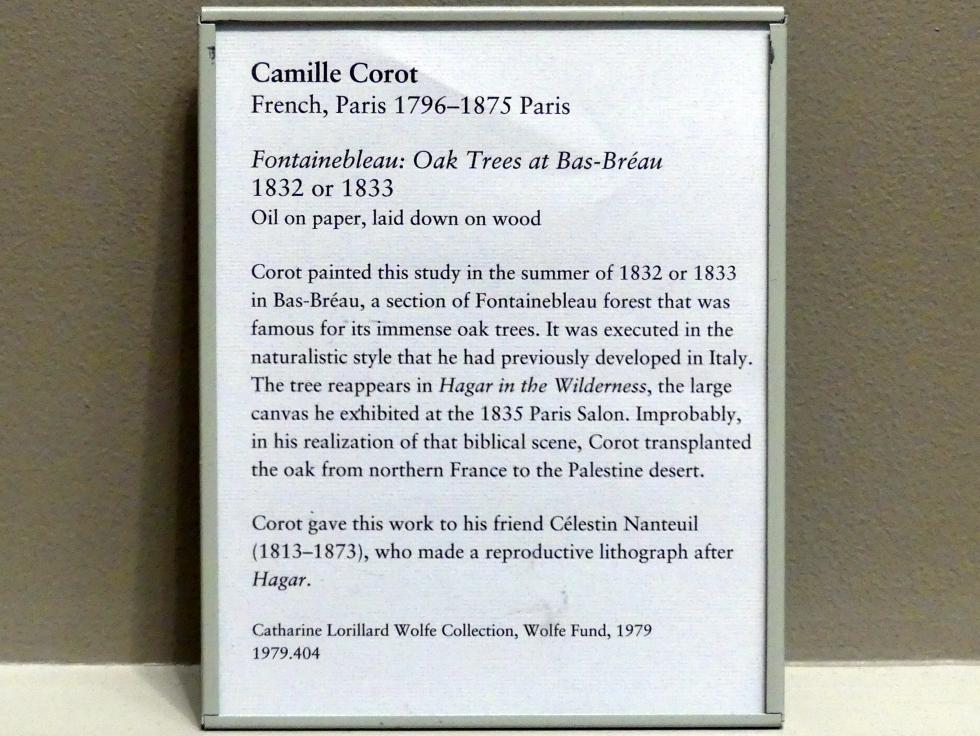 Camille Corot
French, Paris 1796–1875 Paris
Fontainebleau: Oak Trees at Bas-Bréau
1832 or 1833
Oil on paper, laid down on wood
Corot painted this study in the summer of 1832 or 1833
in Bas-Bréau, a section of Fontainebleau forest that was
famous for its immense oak trees. It was executed in the
naturalistic style that he had previously developed in Italy.
The tree reappears in Hagar in the Wilderness, the large
canvas he exhibited at the 1835 Paris Salon. Improbably,
in his realization of that biblical scene, Corot transplanted
the oak from northern France to the Palestine desert.
Corot gave this work to his friend Célestin Nanteuil
(1813–1873), who made a reproductive lithograph after
Hagar.
Catharine Lorillard Wolfe Collection, Wolfe Fund, 1979
1979.404